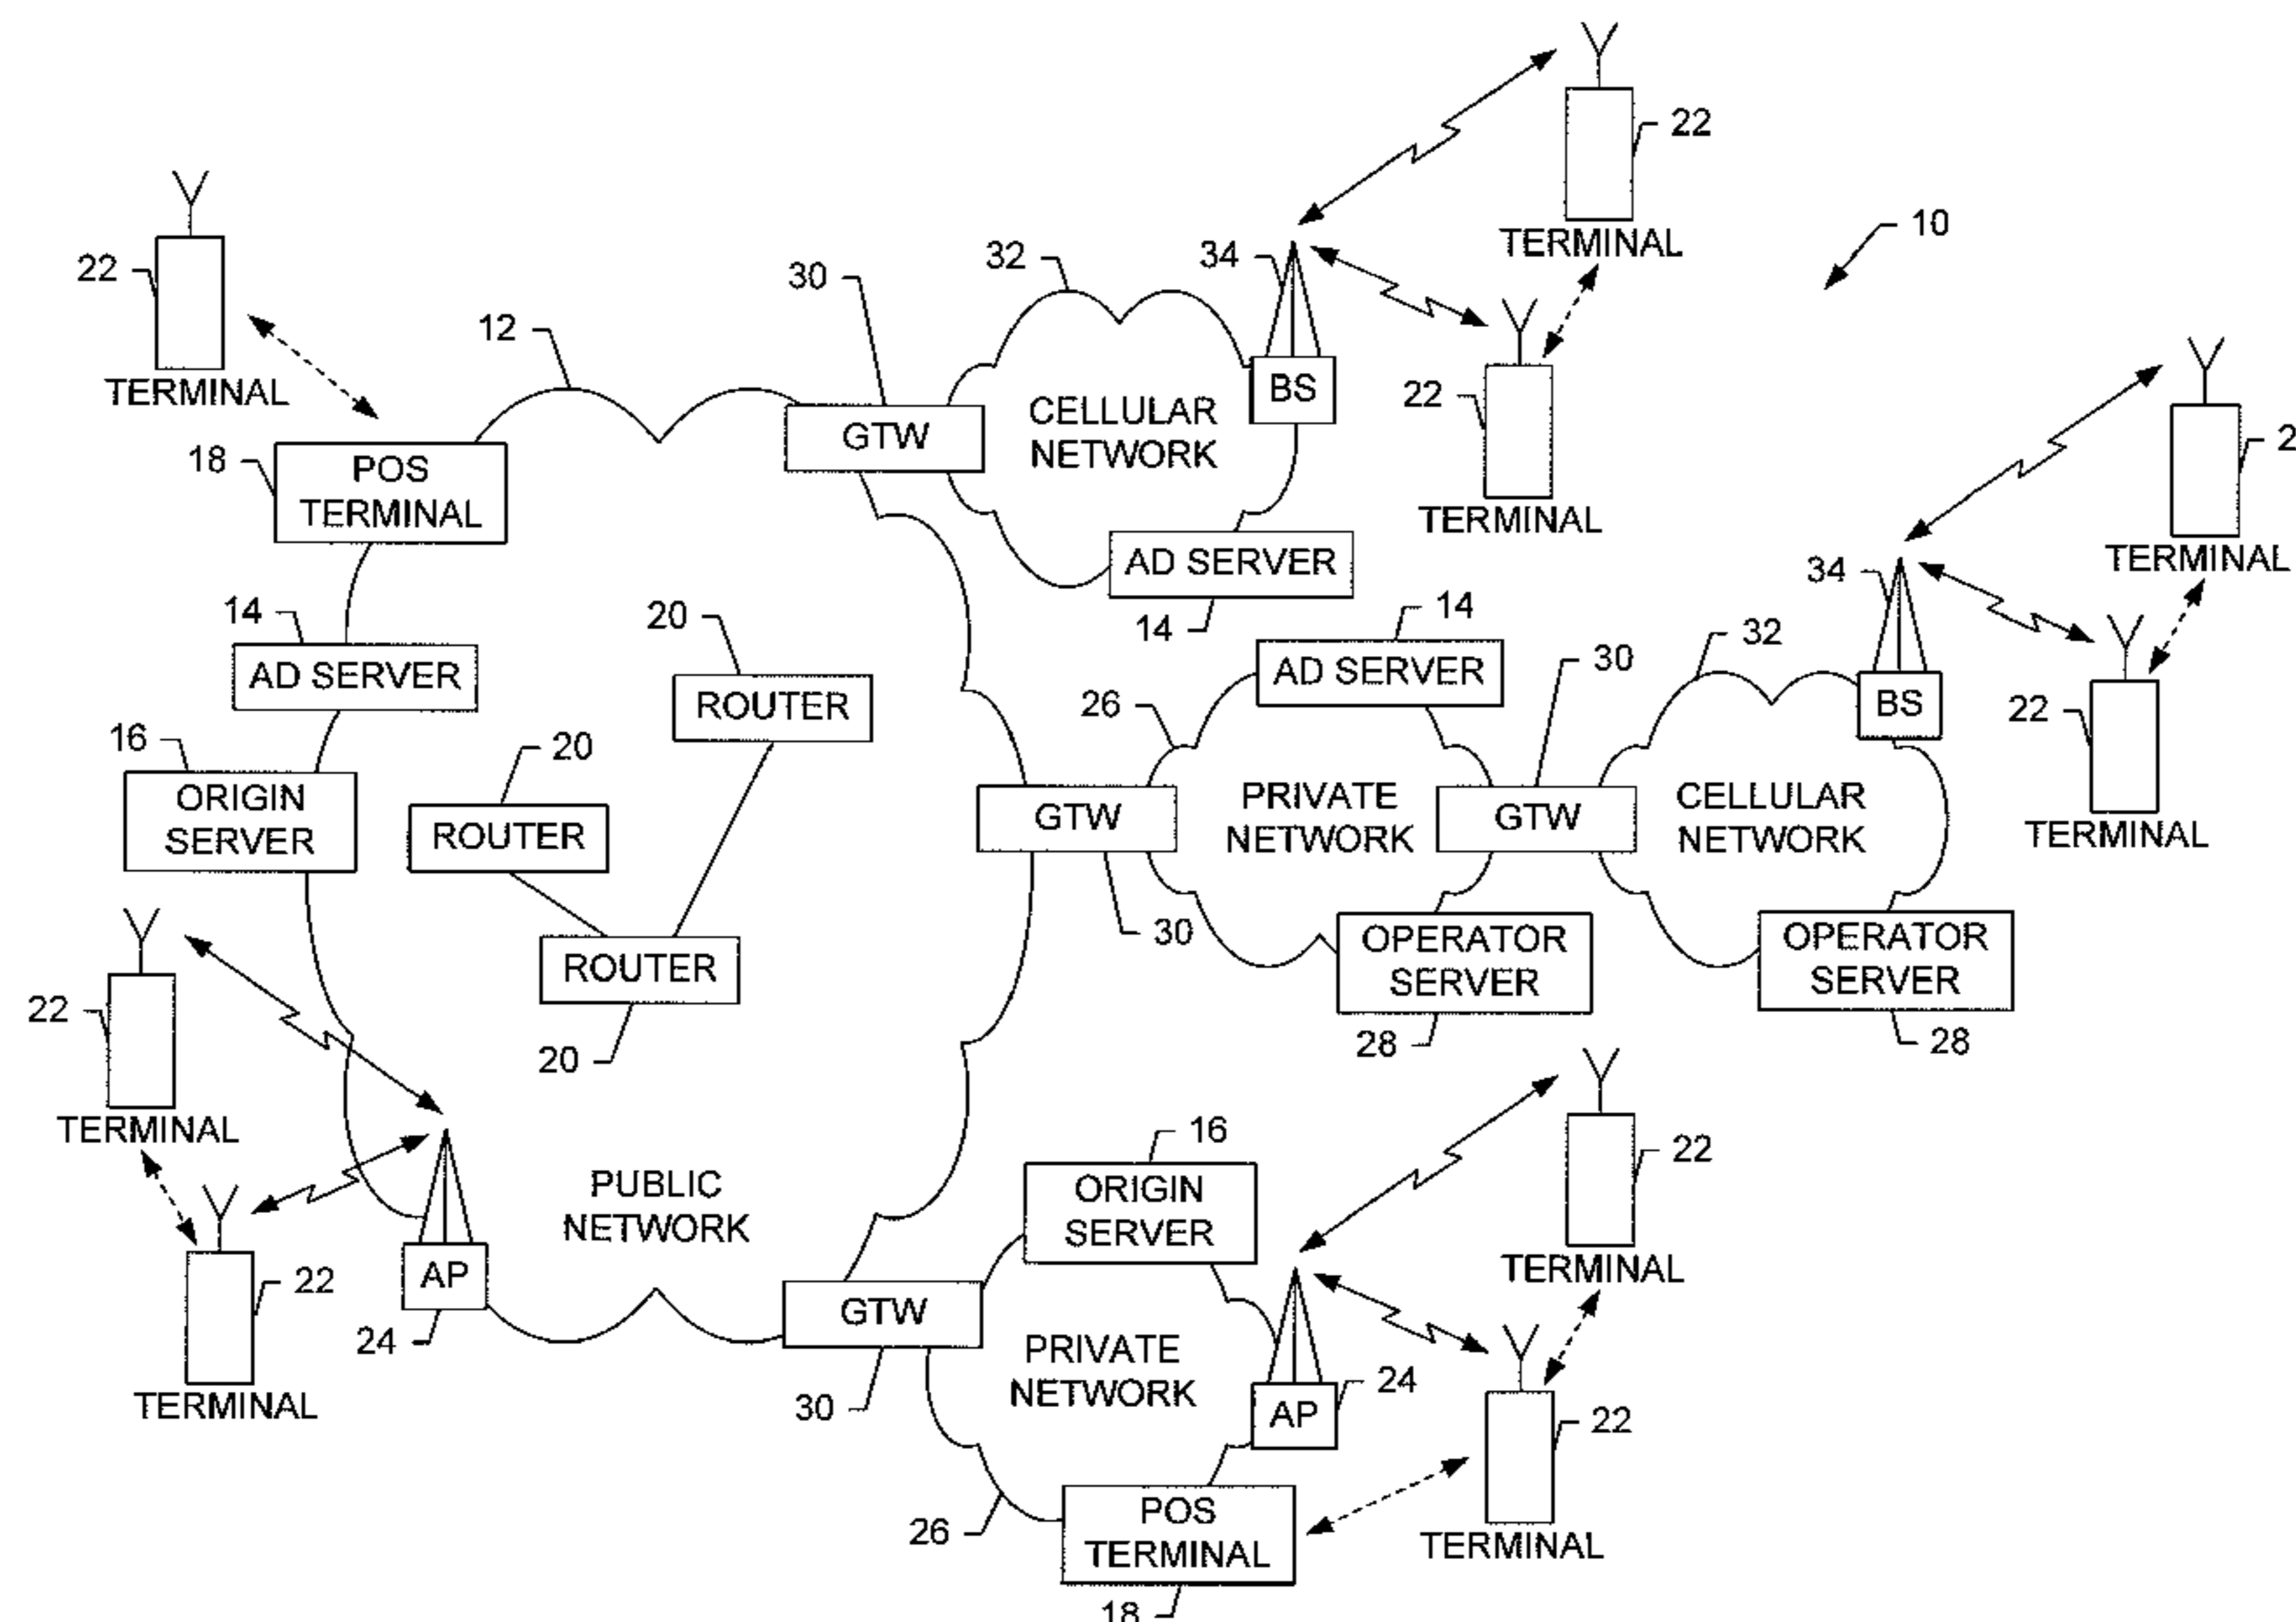 22
TERMINAL
10
22
TERMINAL
32
34
30
12
BS
22
CELLULAR
NETWORK
GTW
TERMINAL
18
POS
TERMINAL
AD SERVER
14
2
TERMINAL
34
14
AD SERVER
20
ROUTER
14
AD SERVER
26
30
32
BS
22
TERMINAL
16
ORIGIN
SERVER
20
ROUTER
GTW
30
PRIVATE
NETWORK
GTW
CELLULAR
NETWORK
ROUTER
20
OPERATOR
SERVER
28
OPERATOR
SERVER
28
22
TERMINAL
22
TERMINAL
AP
24
PUBLIC
NETWORK
16
ORIGIN
SERVER
22
TERMINAL
GTW
30
PRIVATE
NETWORK
AP
24
22
TERMINAL
26
POS
TERMINAL
18